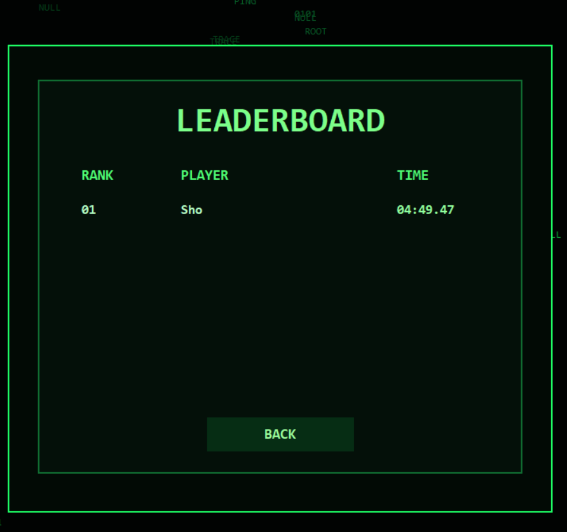 PING
NULL
0101
NULL
ROOT
TRACE
LEADERBOARD
RANK PLAYER TIME
01 Sho 04:49.47
BACK